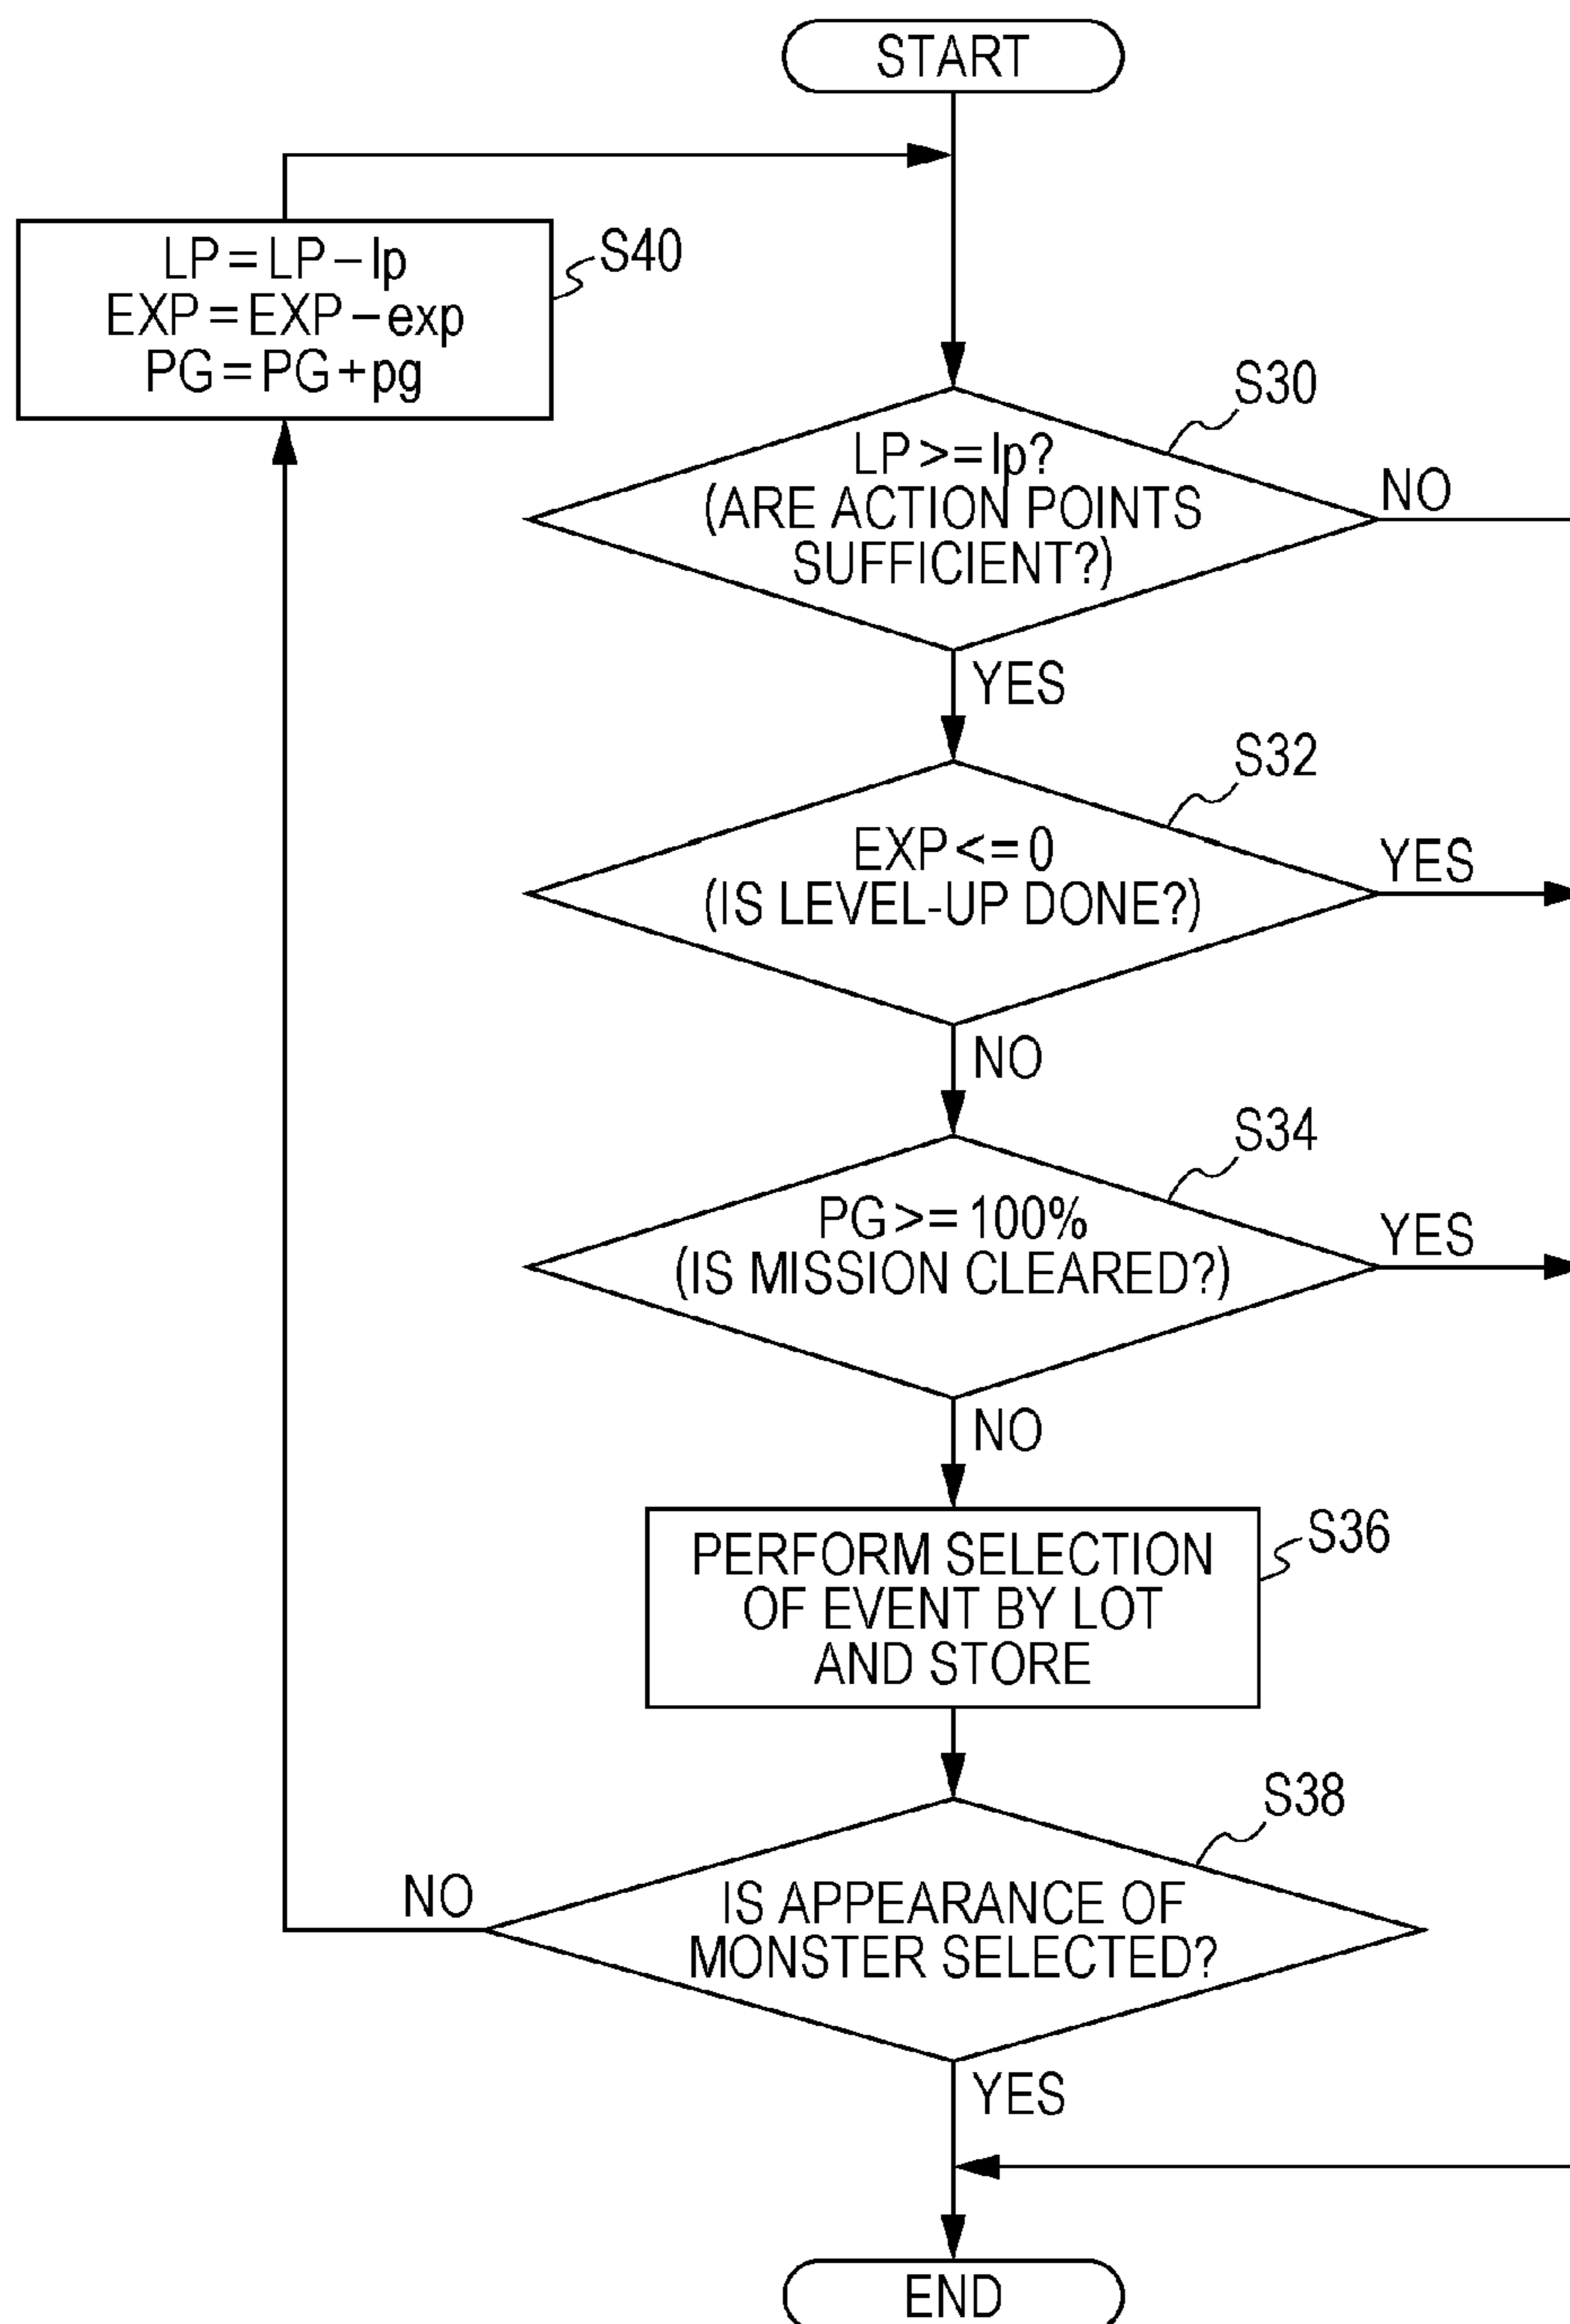 START
LP=LP-lp
EXP=EXP-exp
PG=PG+pg
S40
S30
LP>=lp?
(ARE ACTION POINTS
SUFFICIENT?)
NO
YES
S32
EXP<=0
(IS LEVEL-UP DONE?)
YES
NO
S34
PG>=100%
(IS MISSION CLEARED?)
YES
NO
S36
PERFORM SELECTION
OF EVENT BY LOT
AND STORE
S38
IS APPEARANCE OF
MONSTER SELECTED?
NO
YES
END